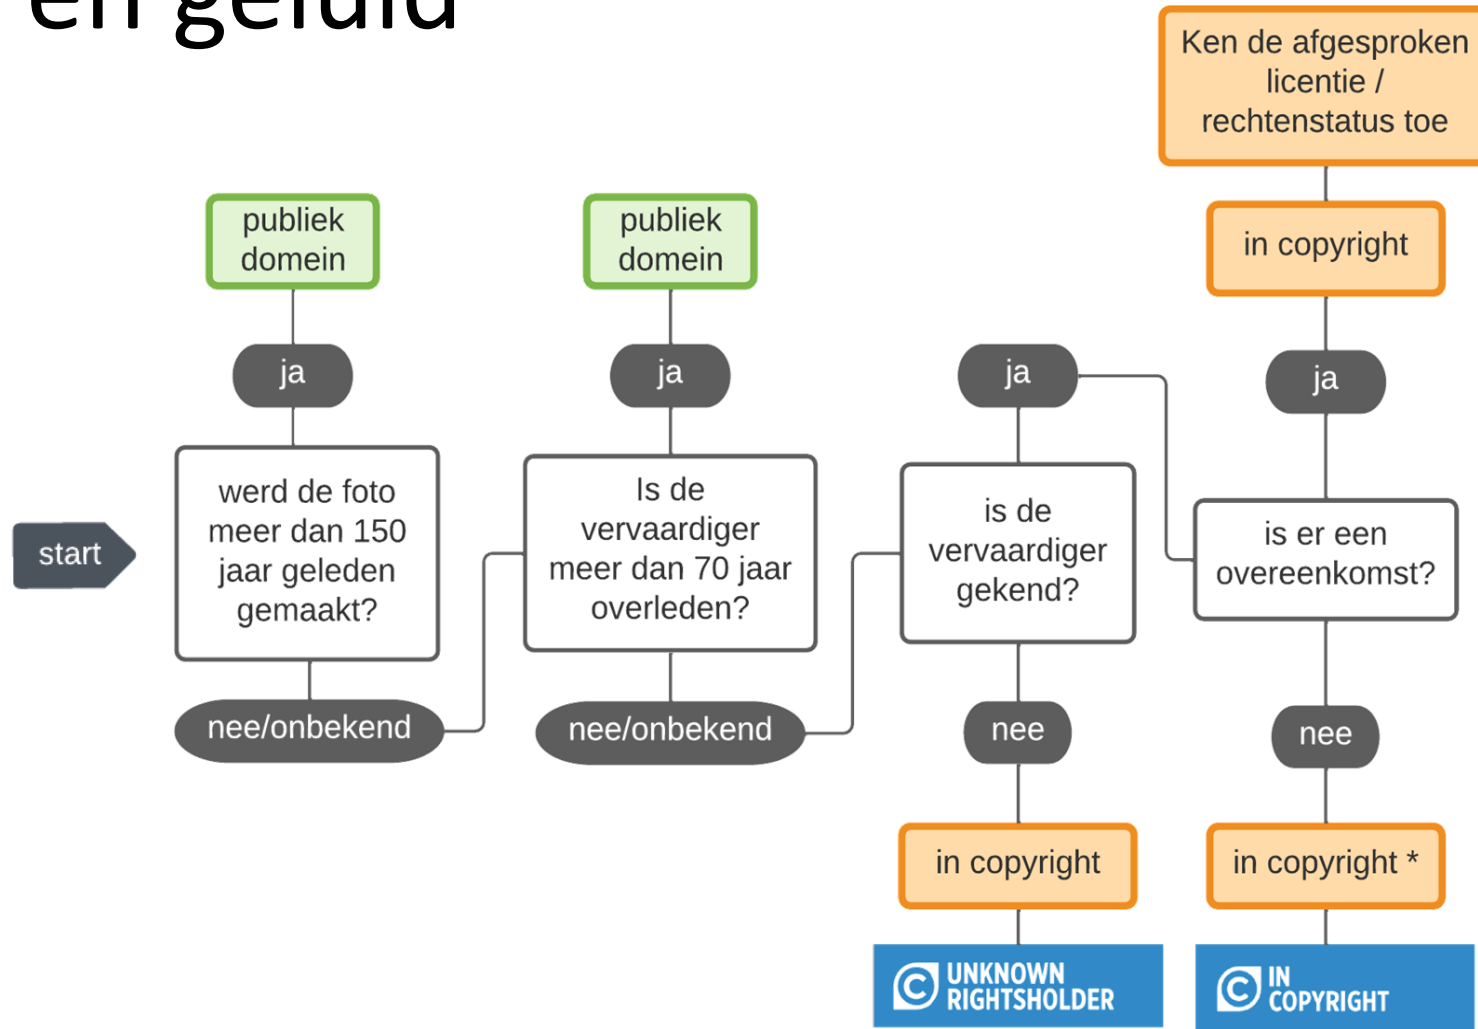 en geluid
Ken de afgesproken
licentie /
rechtenstatus toe
publiek
domein
publiek
domein
in copyright
ja
ja
ja
ja
start
werd de foto
meer dan 150
jaar geleden
gemaakt?
Is de
vervaardiger
meer dan 70 jaar
overleden?
is de
vervaardiger
gekend?
is er een
overeenkomst?
nee/onbekend
nee/onbekend
nee
nee
in copyright
in copyright *
UNKNOWN
RIGHTSHOLDER
IN
COPYRIGHT